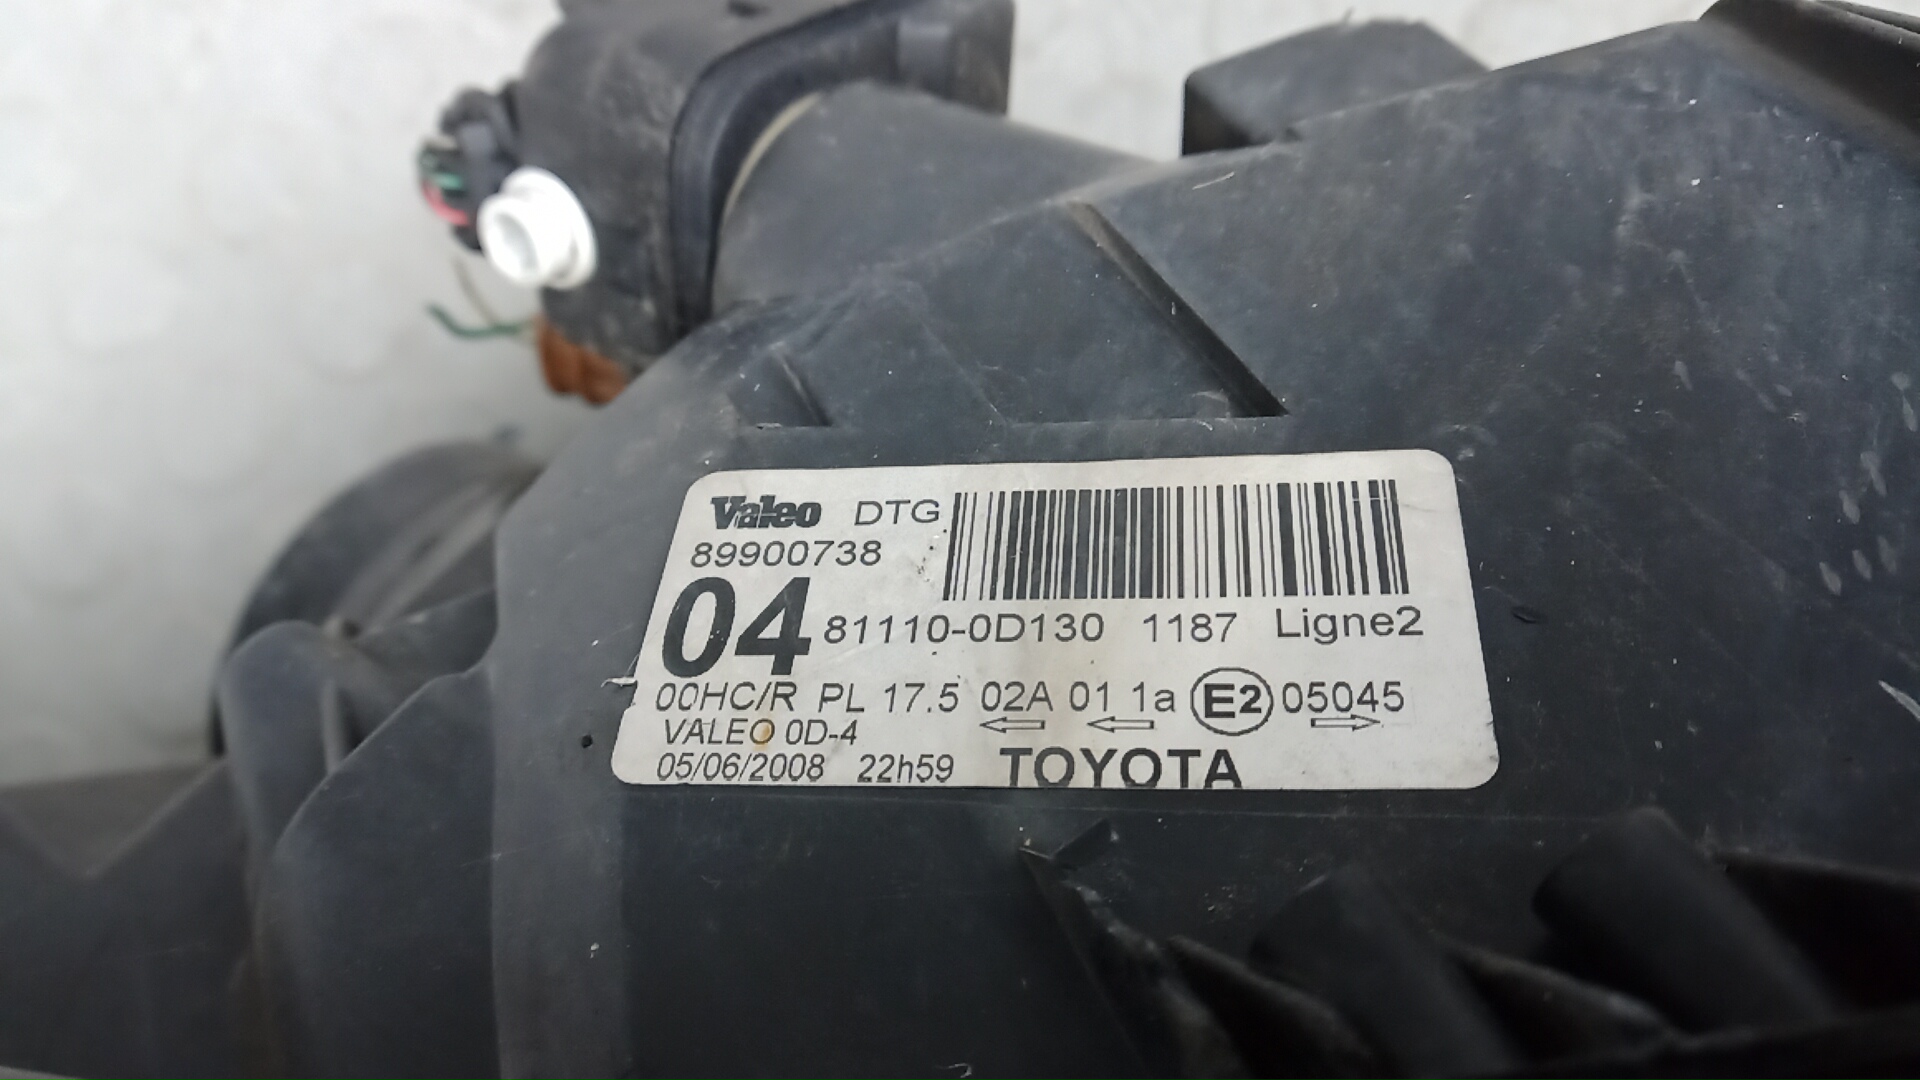 Valeo DTG
89900738
04 81110-0D130 1187 Ligne2
00HC/R PL 17.5 02A 01 1a E2 05045
VALEO 0D-4
05/06/2008 22h59 TOYOTA